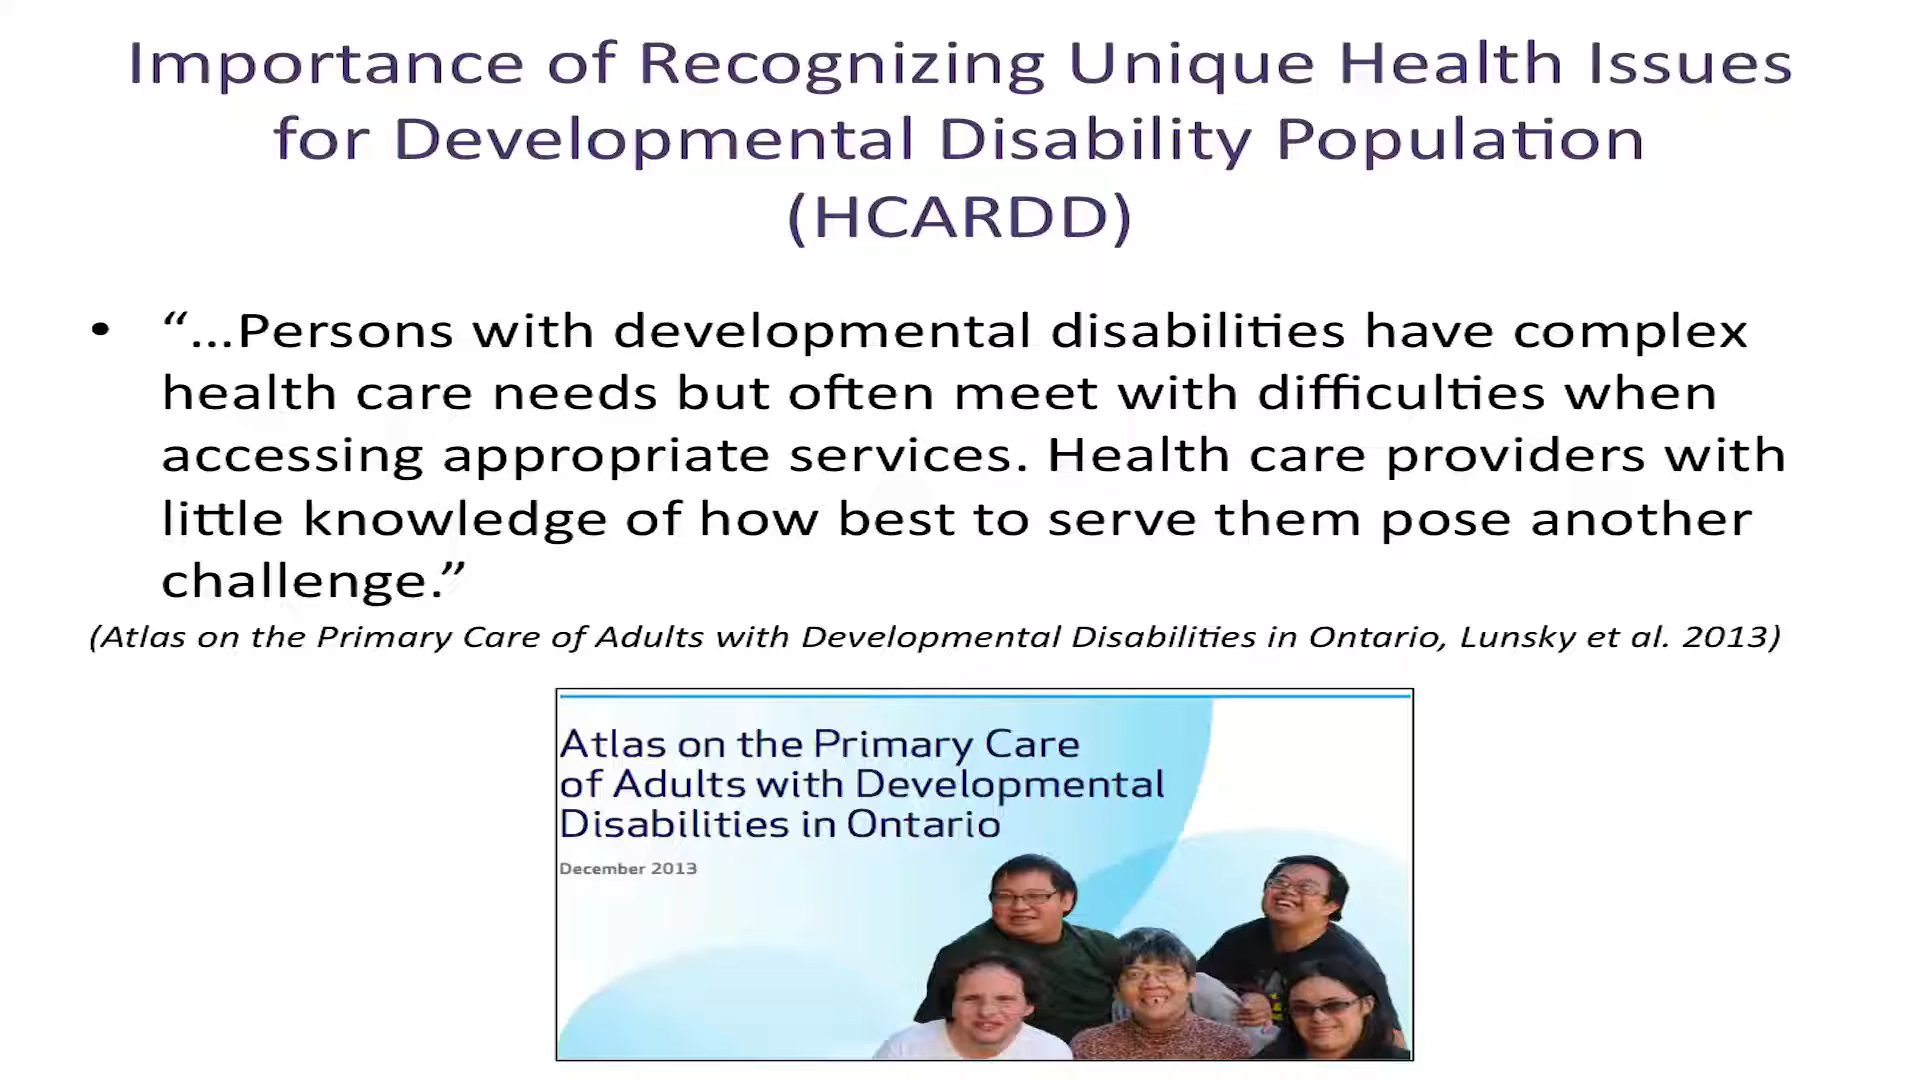 Importance of Recognizing Unique Health Issues
for Developmental Disability Population
(HCARDD)
• “…Persons with developmental disabilities have complex
health care needs but often meet with difficulties when
accessing appropriate services. Health care providers with
little knowledge of how best to serve them pose another
challenge.”
(Atlas on the Primary Care of Adults with Developmental Disabilities in Ontario, Lunsky et al. 2013)
Atlas on the Primary Care
of Adults with Developmental
Disabilities in Ontario
December 2013